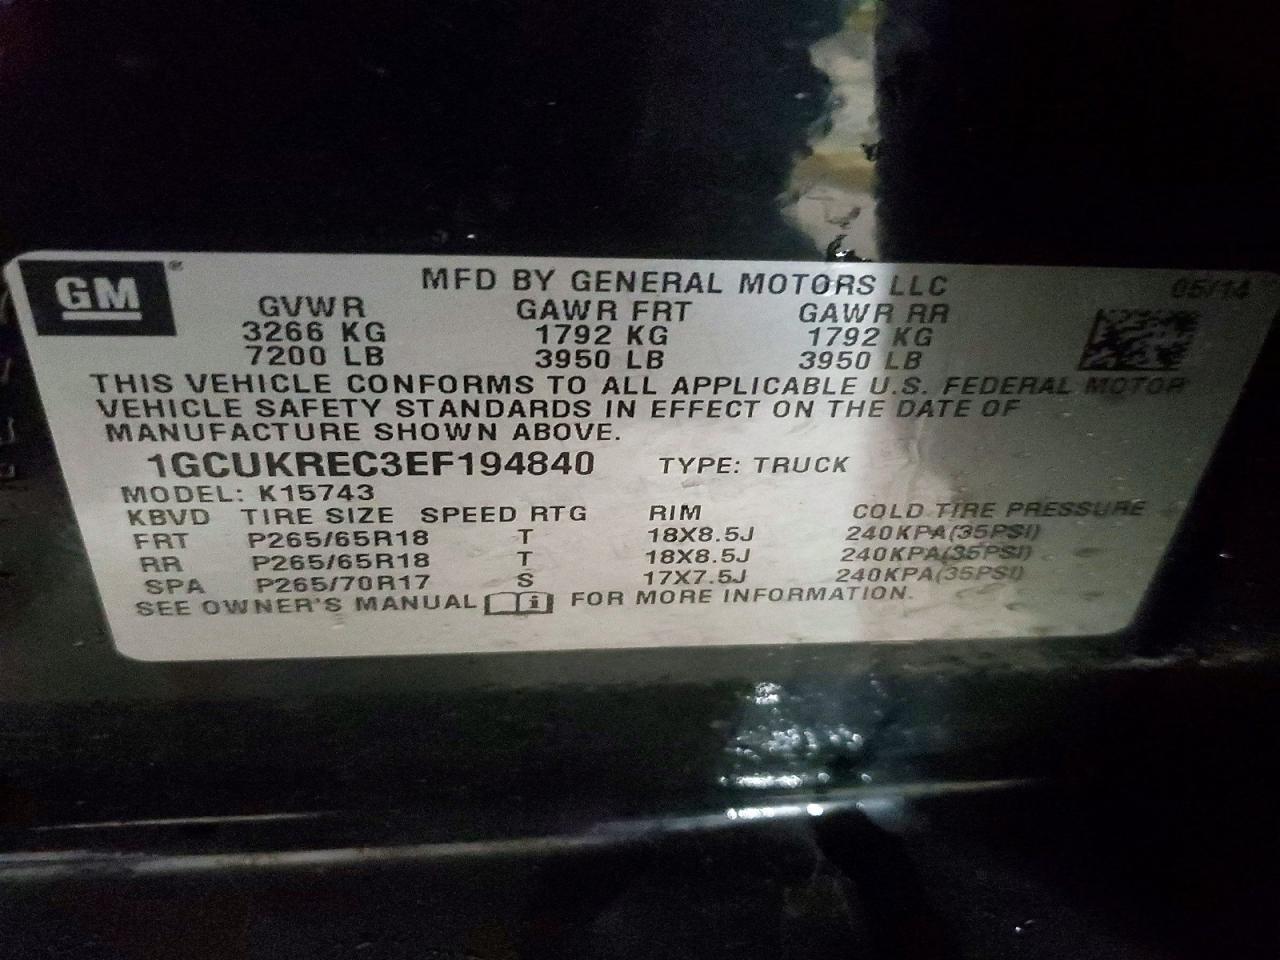 GM
MFD BY GENERAL MOTORS LLC 05/14
GVWR GAWR FRT GAWR RR
3266 KG 1792 KG 1792 KG
7200 LB 3950 LB 3950 LB
THIS VEHICLE CONFORMS TO ALL APPLICABLE U.S. FEDERAL MOTOR
VEHICLE SAFETY STANDARDS IN EFFECT ON THE DATE OF
MANUFACTURE SHOWN ABOVE.
1GCUKREC3EF194840 TYPE: TRUCK
MODEL: K15743
KBVD TIRE SIZE SPEED RTG RIM COLD TIRE PRESSURE
FRT P265/65R18 T 18X8.5J 240KPA(35PSI)
RR P265/65R18 T 18X8.5J 240KPA(35PSI)
SPA P265/70R17 S 17X7.5J 240KPA(35PSI)
SEE OWNER'S MANUAL i FOR MORE INFORMATION.